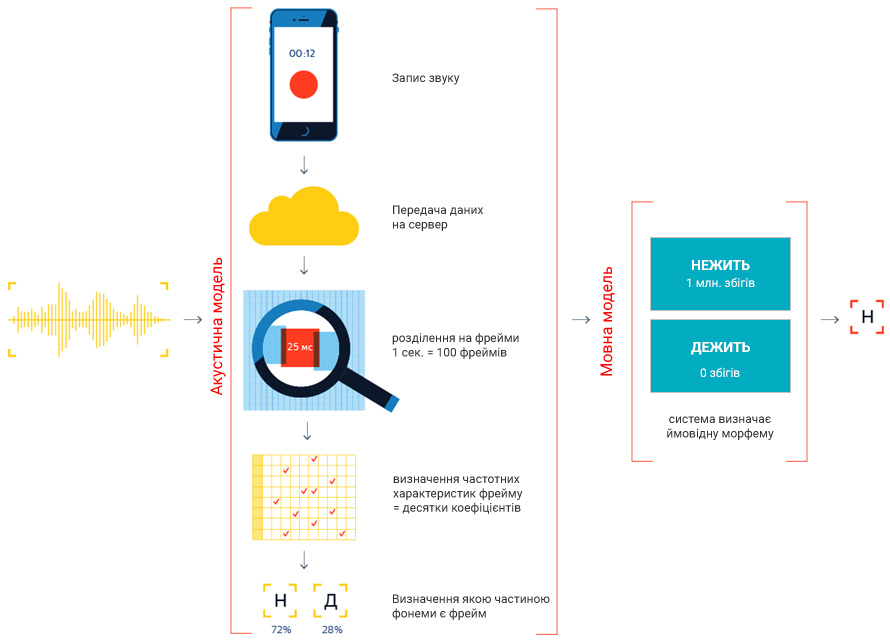 00:12
Запис звуку
Передача даних
на сервер
Акустична модель
25 мс
розділення на фрейми
1 сек. = 100 фреймів
визначення частотних
характеристик фрейму
= десятки коефіцієнтів
Н
Д
72%
28%
Визначення якою частиною
фонеми є фрейм
Мовна модель
НЕЖИТЬ
1 млн. збігів
ДЕЖИТЬ
0 збігів
система визначає
ймовідну морфему
Н